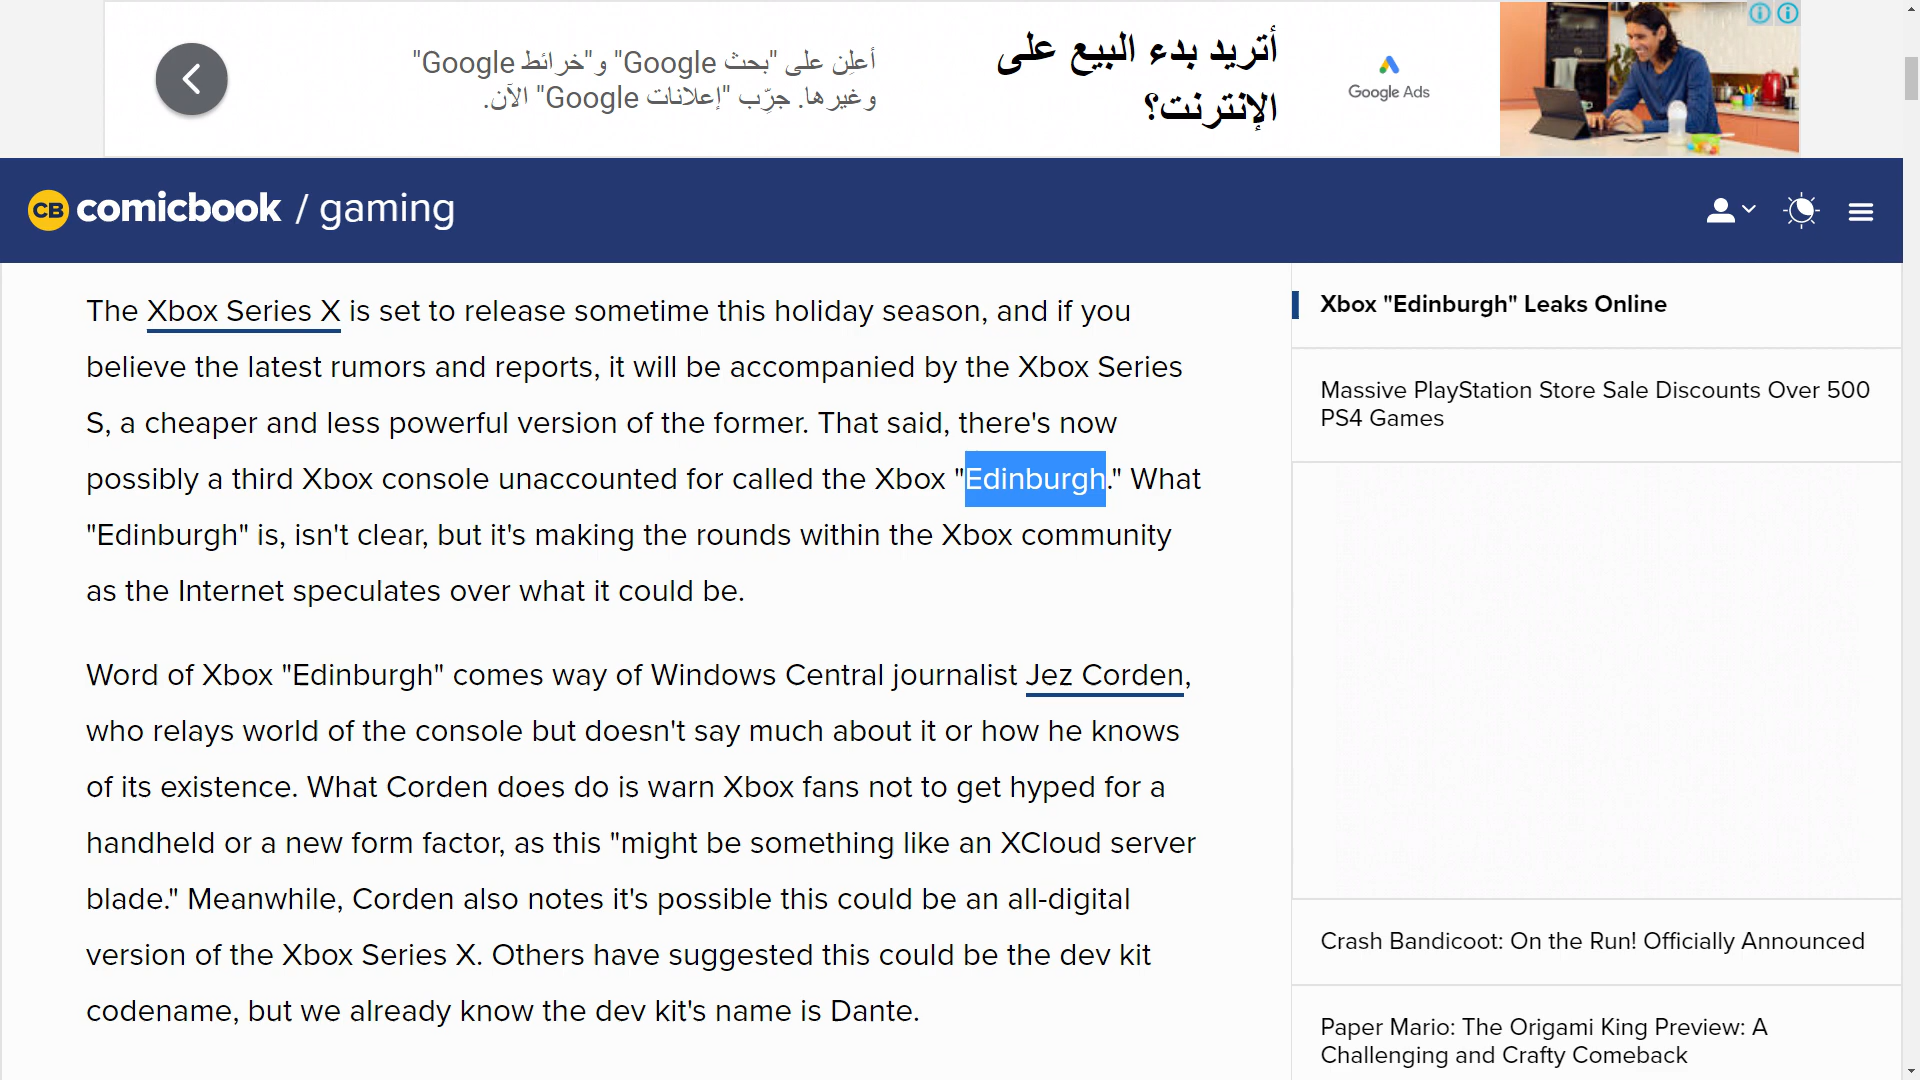 أعلِن على "بحث Google" و"خرائط Google"
وغيرها. جرِّب "إعلانات Google" الآن.
أتريد بدء البيع على
الإنترنت؟
Google Ads
CB comicbook / gaming
The Xbox Series X is set to release sometime this holiday season, and if you
believe the latest rumors and reports, it will be accompanied by the Xbox Series
S, a cheaper and less powerful version of the former. That said, there's now
possibly a third Xbox console unaccounted for called the Xbox "Edinburgh." What
"Edinburgh" is, isn't clear, but it's making the rounds within the Xbox community
as the Internet speculates over what it could be.
Word of Xbox "Edinburgh" comes way of Windows Central journalist Jez Corden,
who relays world of the console but doesn't say much about it or how he knows
of its existence. What Corden does do is warn Xbox fans not to get hyped for a
handheld or a new form factor, as this "might be something like an XCloud server
blade." Meanwhile, Corden also notes it's possible this could be an all-digital
version of the Xbox Series X. Others have suggested this could be the dev kit
codename, but we already know the dev kit's name is Dante.
Xbox "Edinburgh" Leaks Online
Massive PlayStation Store Sale Discounts Over 500
PS4 Games
Crash Bandicoot: On the Run! Officially Announced
Paper Mario: The Origami King Preview: A
Challenging and Crafty Comeback